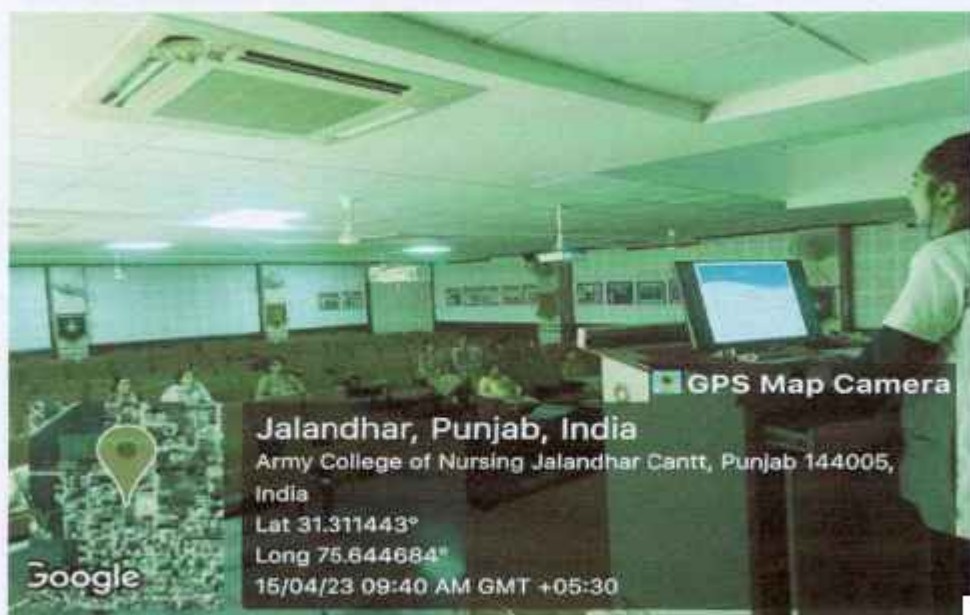 GPS Map Camera
Jalandhar, Punjab, India
Army College of Nursing Jalandhar Cantt, Punjab 144005,
India
Lat 31.311443°
Long 75.644684°
15/04/23 09:40 AM GMT +05:30
Google